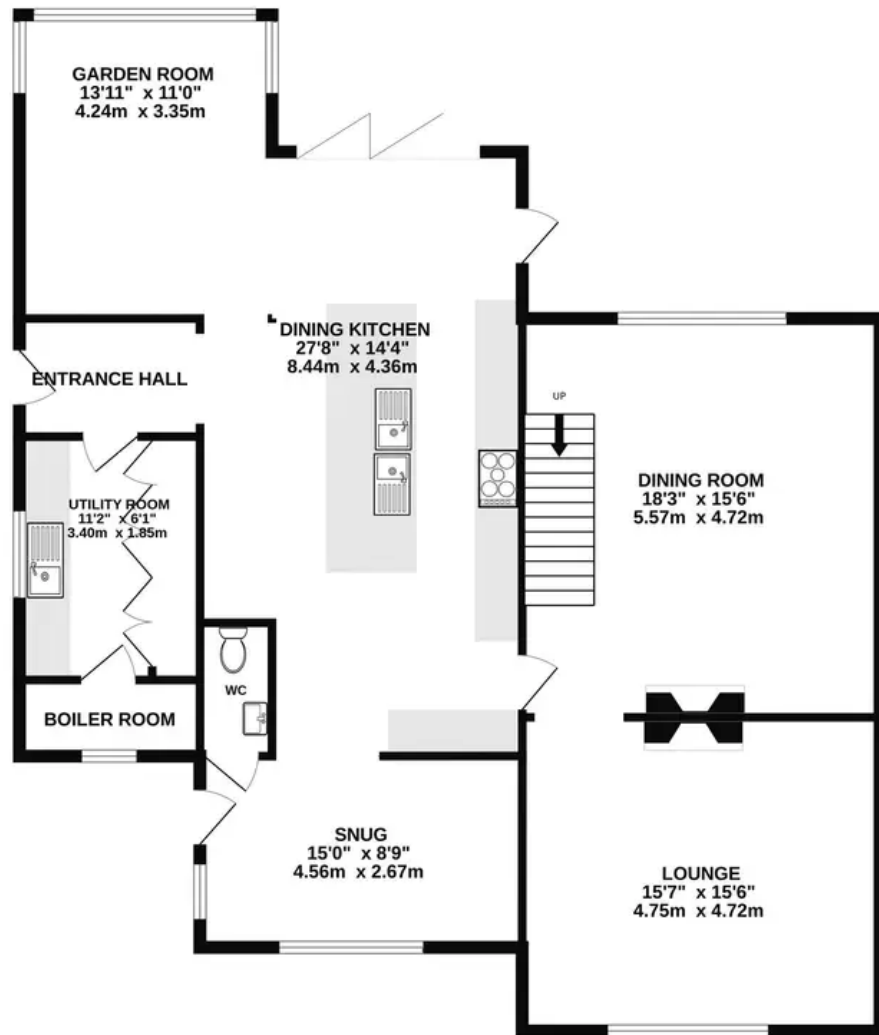 GARDEN ROOM
13'11" x 11'0"
4.24m x 3.35m
DINING KITCHEN
27'8" x 14'4"
8.44m x 4.36m
ENTRANCE HALL
UP
DINING ROOM
18'3" x 15'6"
5.57m x 4.72m
UTILITY ROOM
11'2" x 6'1"
3.40m x 1.85m
WC
BOILER ROOM
SNUG
15'0" x 8'9"
4.56m x 2.67m
LOUNGE
15'7" x 15'6"
4.75m x 4.72m